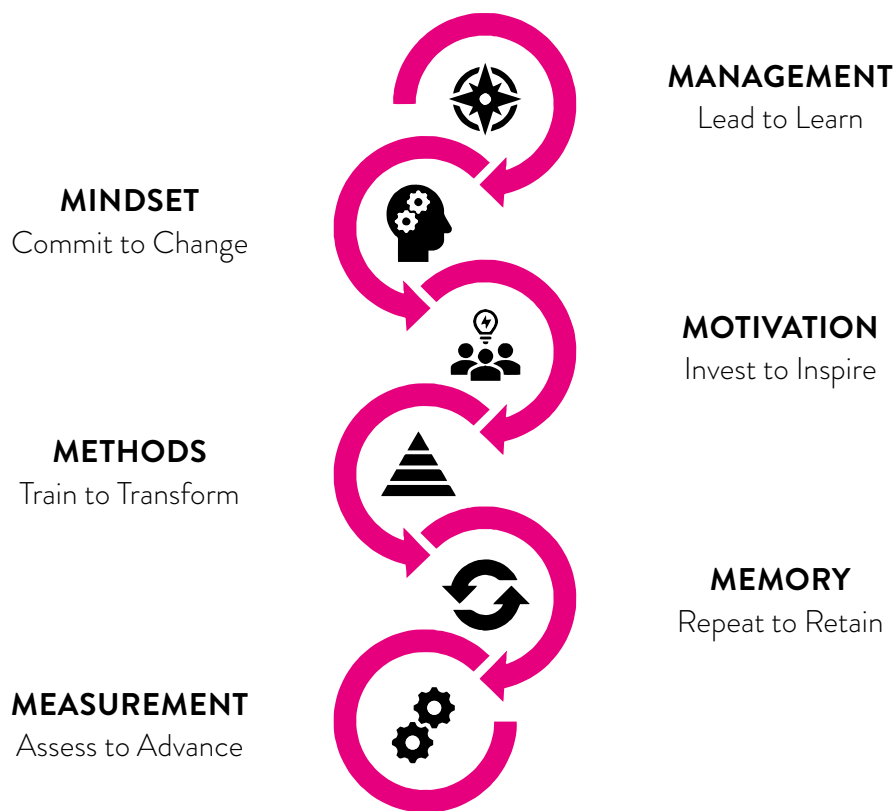 MANAGEMENT
Lead to Learn
MINDSET
Commit to Change
MOTIVATION
Invest to Inspire
METHODS
Train to Transform
MEMORY
Repeat to Retain
MEASUREMENT
Assess to Advance